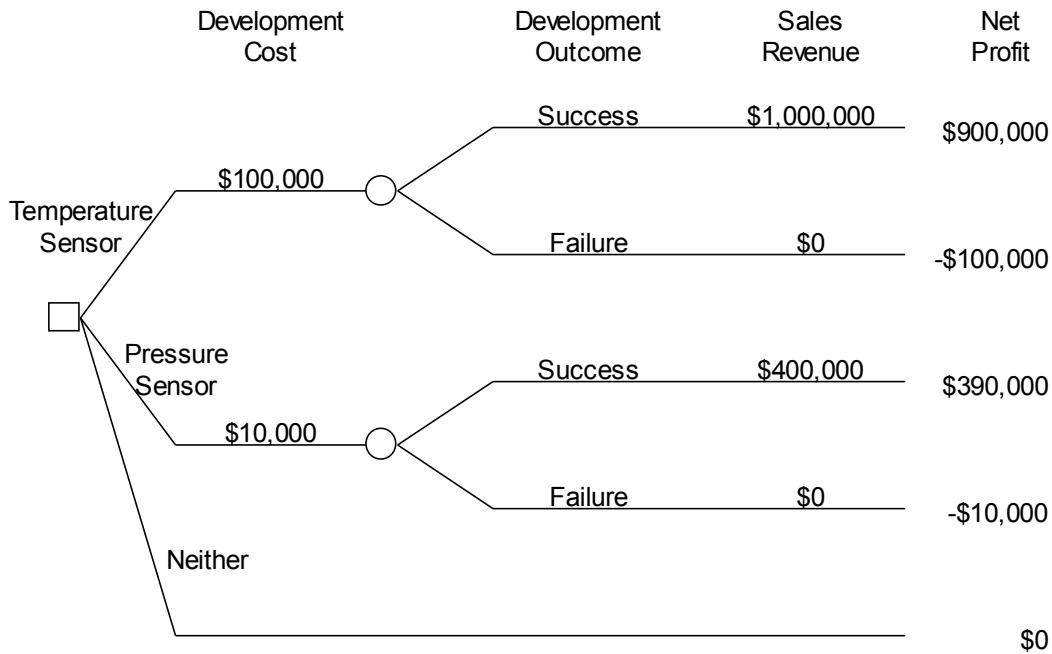 Development Cost
Development Outcome
Sales Revenue
Net Profit
Success
$1,000,000
$900,000
$100,000
Temperature Sensor
Failure
$0
-$100,000
Pressure Sensor
Success
$400,000
$390,000
$10,000
Failure
$0
-$10,000
Neither
$0